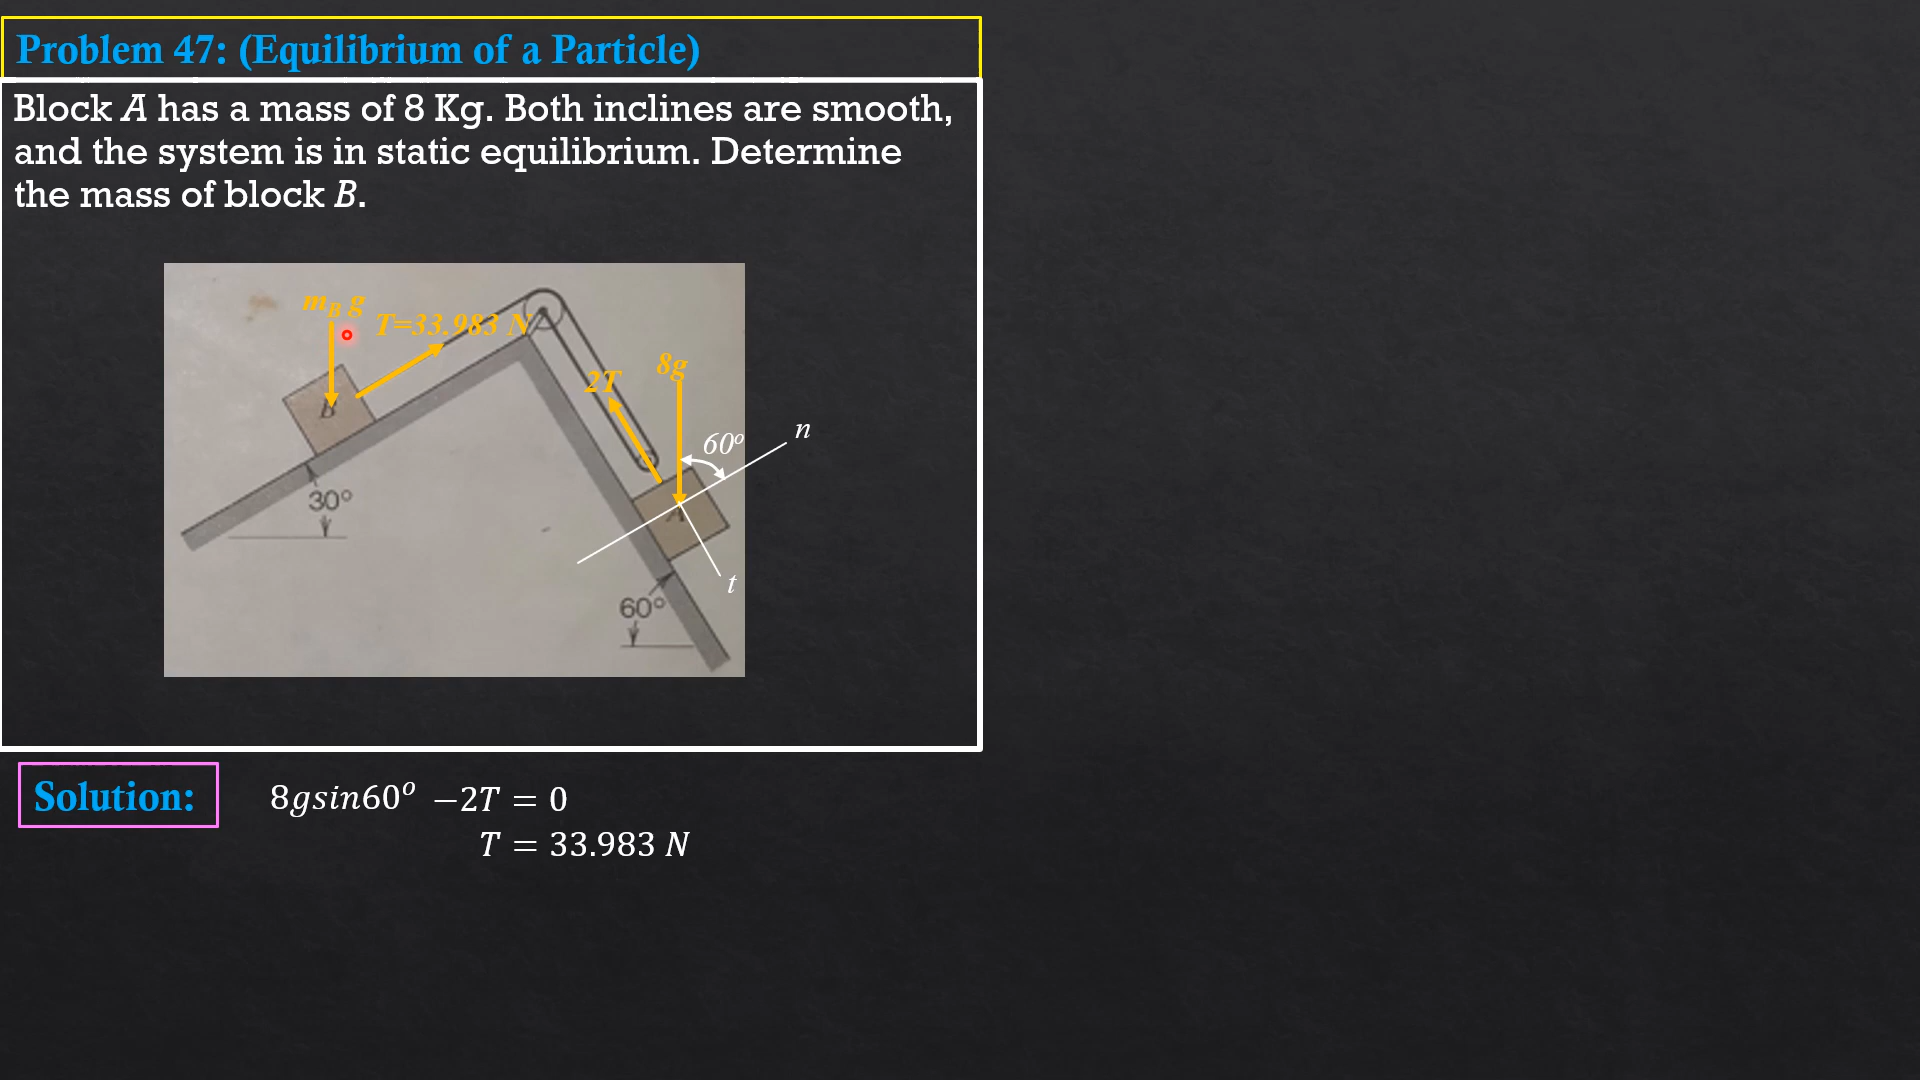 Problem 47: (Equilibrium of a Particle)
Block A has a mass of 8 Kg. Both inclines are smooth,
and the system is in static equilibrium. Determine
the mass of block B.
m_B g
T=33.983 N
8g
2T
B
60°
n
30°
A
t
60°
Solution:
8gsin60° −2T = 0
T = 33.983 N